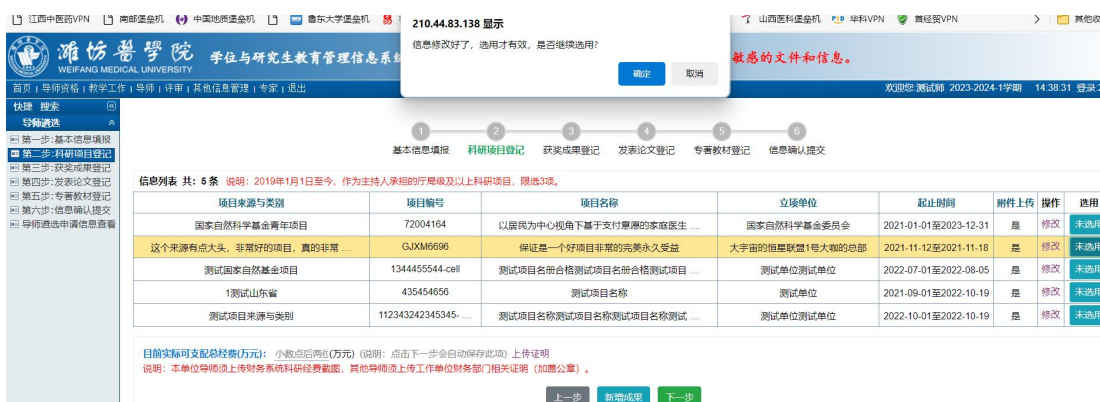 江西中医药VPN 南邮堡垒机 中国地质堡垒机 鲁东大学堡垒机 山西医科堡垒机 华科VPN 首经贸VPN 其他收
210.44.83.138 显示
信息修改好了，选用才有效，是否继续选用?
确定 取消
潍坊医学院 学位与研究生教育管理信息系统 敏感的文件和信息。
WEIFANG MEDICAL UNIVERSITY
首页 | 导师资格 | 教学工作 | 导师 | 评审 | 其他信息管理 | 专家 | 退出 欢迎您:测试师 2023-2024-1学期 14:38:31 登录:
快捷 搜索
导师遴选
第一步:基本信息填报
第二步:科研项目登记
第三步:获奖成果登记
第四步:发表论文登记
第五步:专著教材登记
第六步:信息确认提交
导师遴选申请信息查看
1 2 3 4 5 6
基本信息填报 科研项目登记 获奖成果登记 发表论文登记 专著教材登记 信息确认提交
信息列表 共: 5 条 说明: 2019年1月1日至今，作为主持人承担的厅局级及以上科研项目，限选3项。
项目来源与类别 项目编号 项目名称 立项单位 起止时间 附件上传 操作 选用
国家自然科学基金青年项目 72004164 以居民为中心视角下基于支付意愿的家庭医生 .... 国家自然科学基金委员会 2021-01-01至2023-12-31 是 修改 未选用
这个来源有点大头，非常好的项目，真的非常 .... GJXM6696 保证是一个好项目非常的完美永久受益 大宇宙的恒星联盟1号大咖的总部 2021-11-12至2021-11-18 是 修改 未选用
测试国家自然基金项目 1344455544-cell 测试项目名册合格测试项目名册合格测试项目 .... 测试单位测试单位 2022-07-01至2022-08-05 是 修改 未选用
1测试山东省 435454656 测试项目名称 测试单位 2021-09-01至2022-10-19 是 修改 未选用
测试项目来源与类别 112343242345345- .... 测试项目名称测试项目名称测试项目名称测试 .... 测试单位测试单位 2022-10-01至2022-10-19 是 修改 未选用
目前实际可支配总经费(万元): 小数点后两位(万元) (说明: 点击下一步会自动保存此项) 上传证明
说明: 本单位导师须上传财务系统科研经费截图，其他导师须上传工作单位财务部门相关证明 (加盖公章) 。
上一步 新增成果 下一步